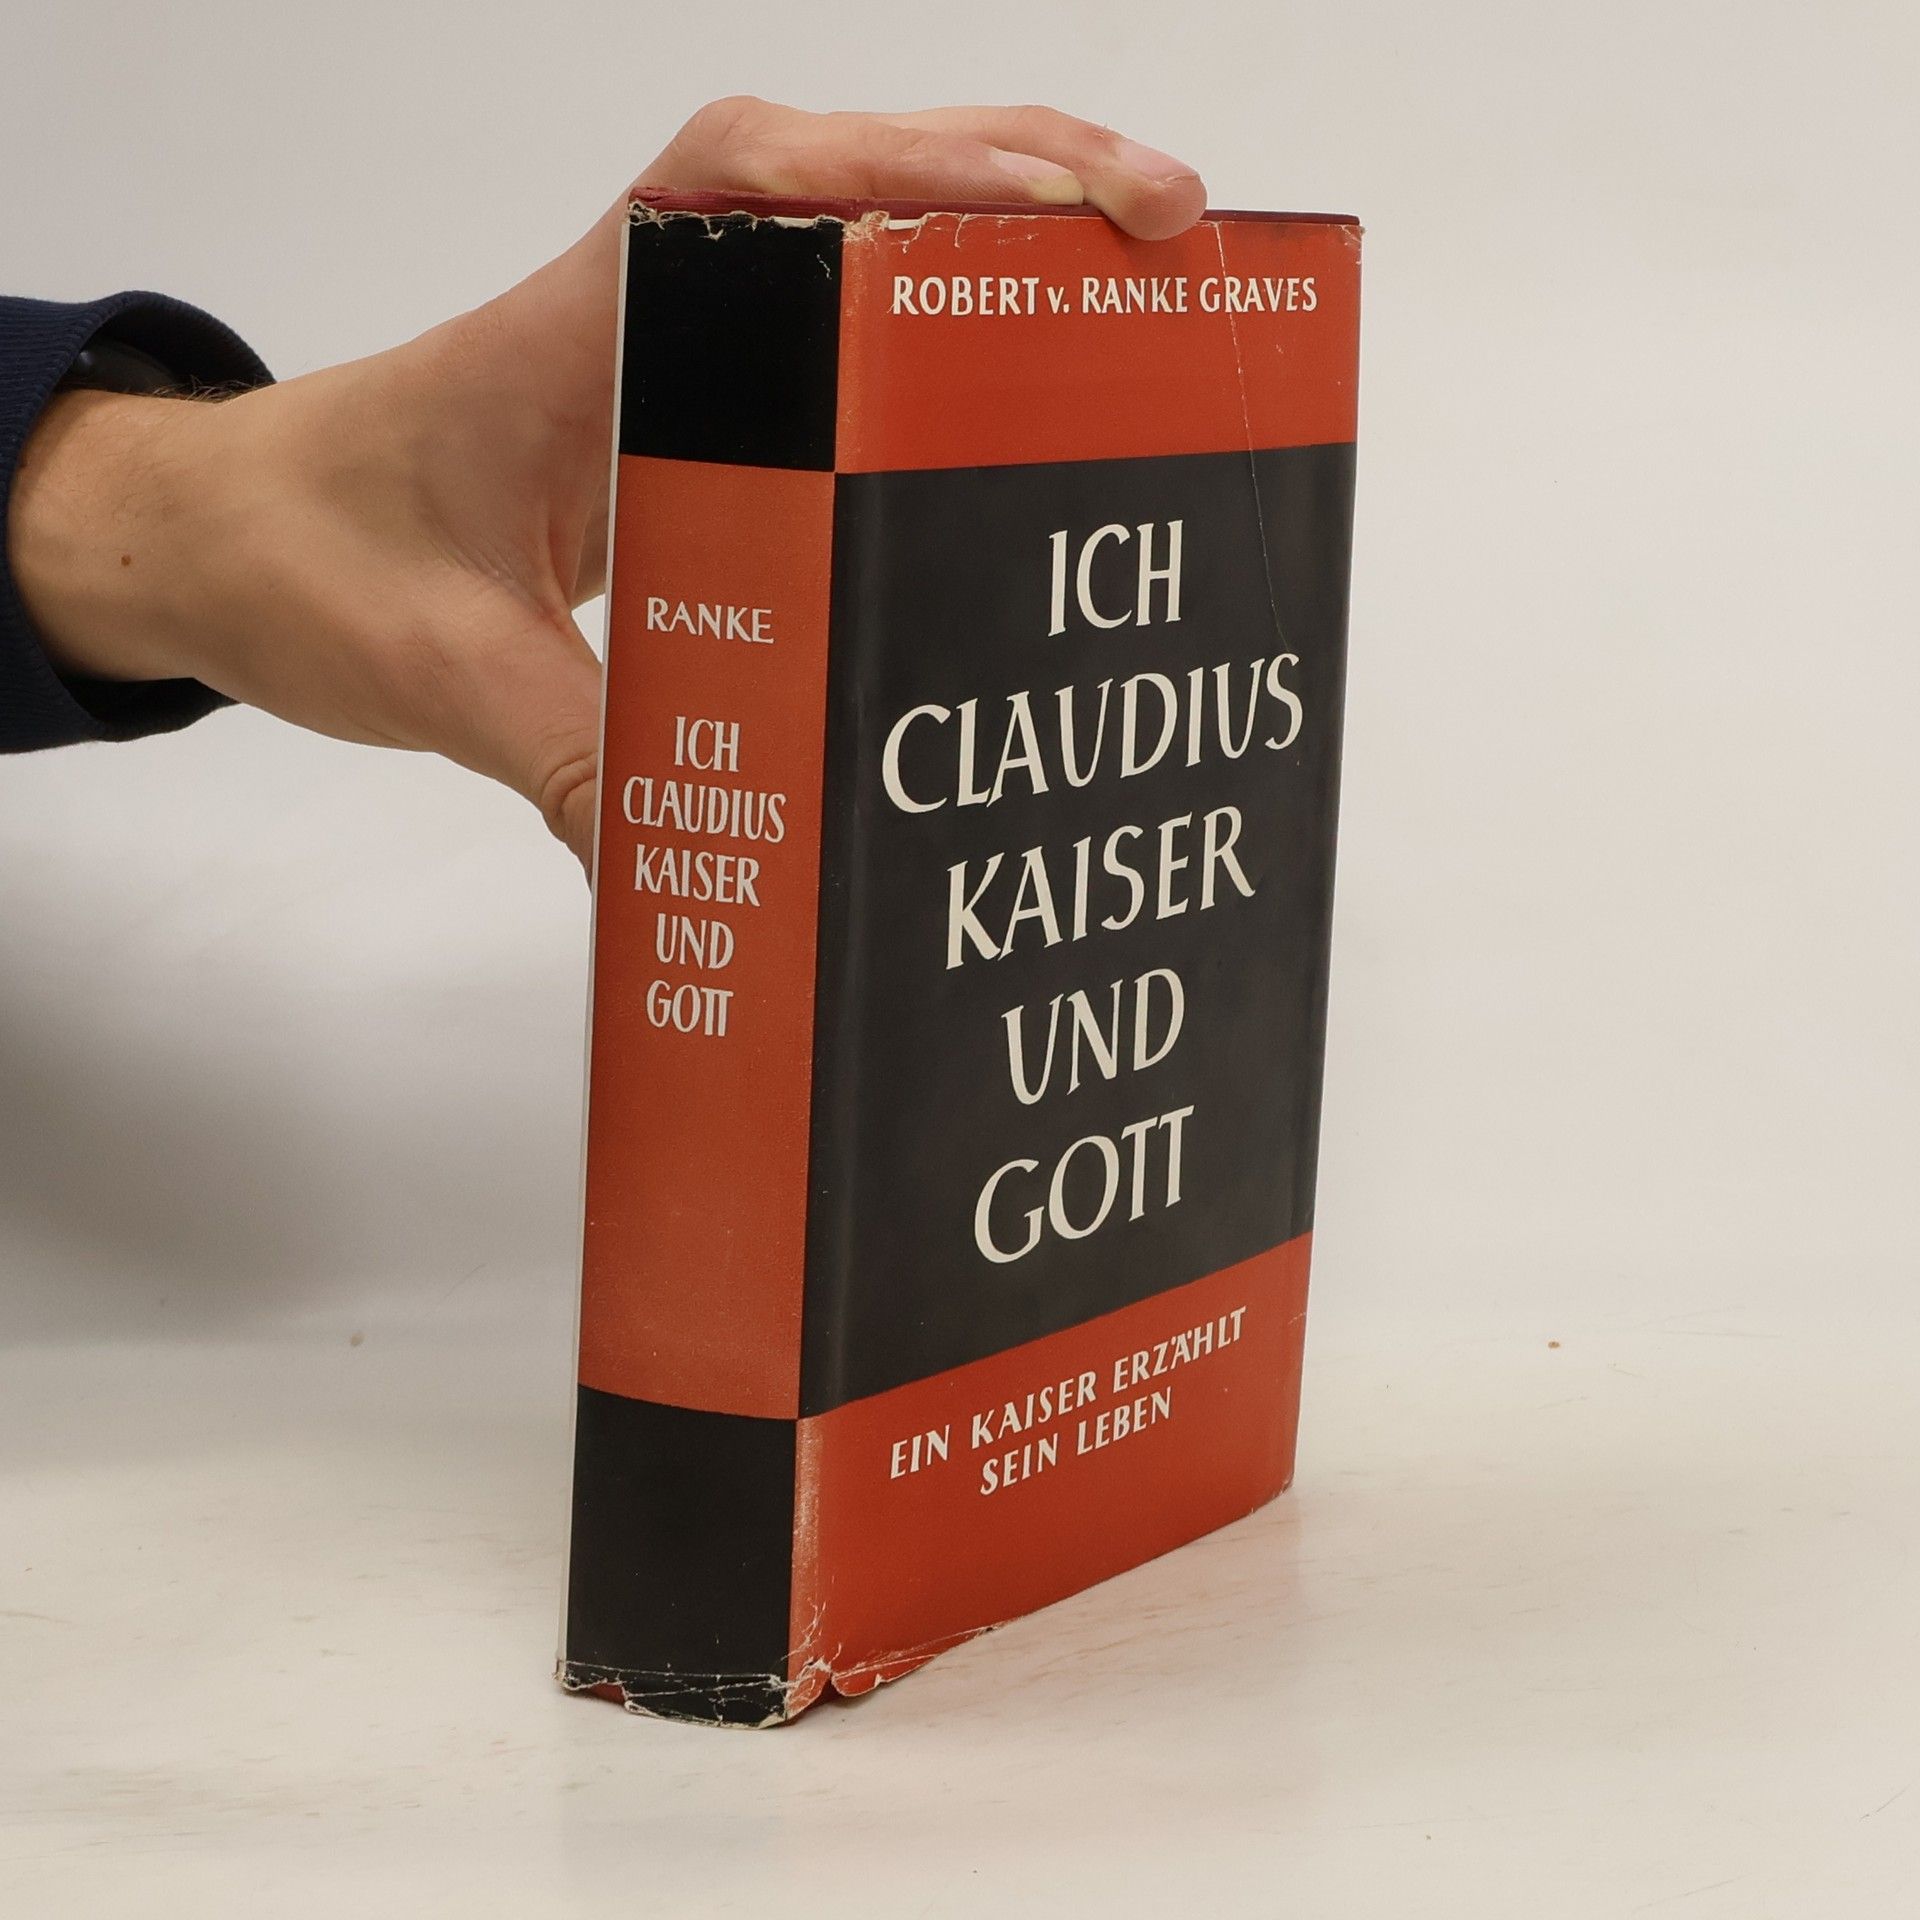 RANKE
ICH
CLAUDIUS
KAISER
UND
GOTT
ROBERT v. RANKE GRAVES
ICH
CLAUDIUS
KAISER
UND
GOTT
EIN KAISER ERZÄHLT
SEIN LEBEN